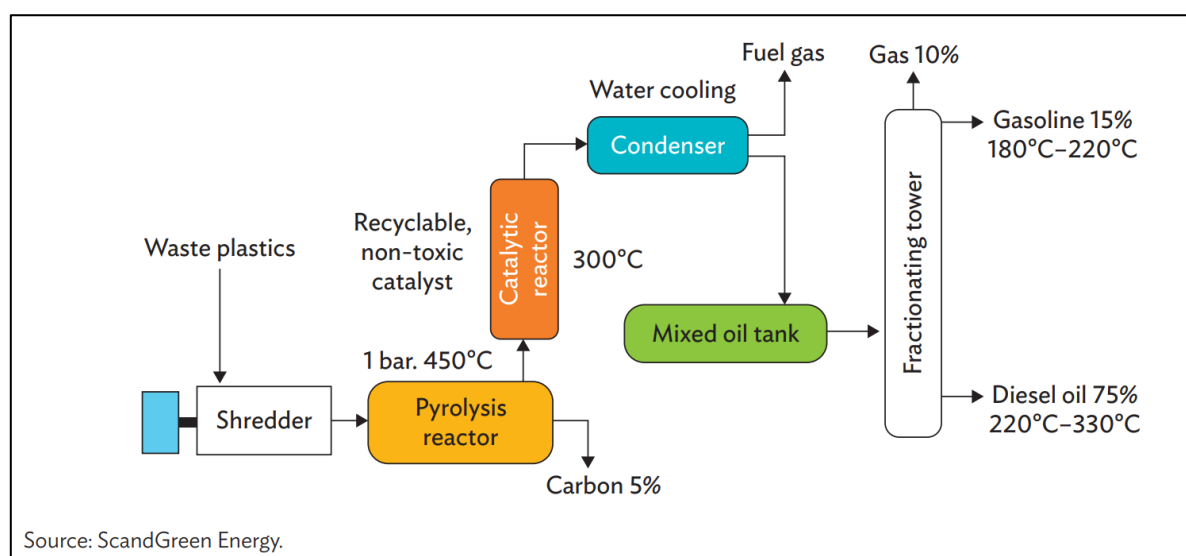 Waste plastics
Shredder
1 bar. 450°C
Pyrolysis
reactor
Carbon 5%
Recyclable,
non-toxic
catalyst
Catalytic
reactor
300°C
Water cooling
Condenser
Fuel gas
Mixed oil tank
Fractionating tower
Gas 10%
Gasoline 15%
180°C–220°C
Diesel oil 75%
220°C–330°C
Source: ScandGreen Energy.